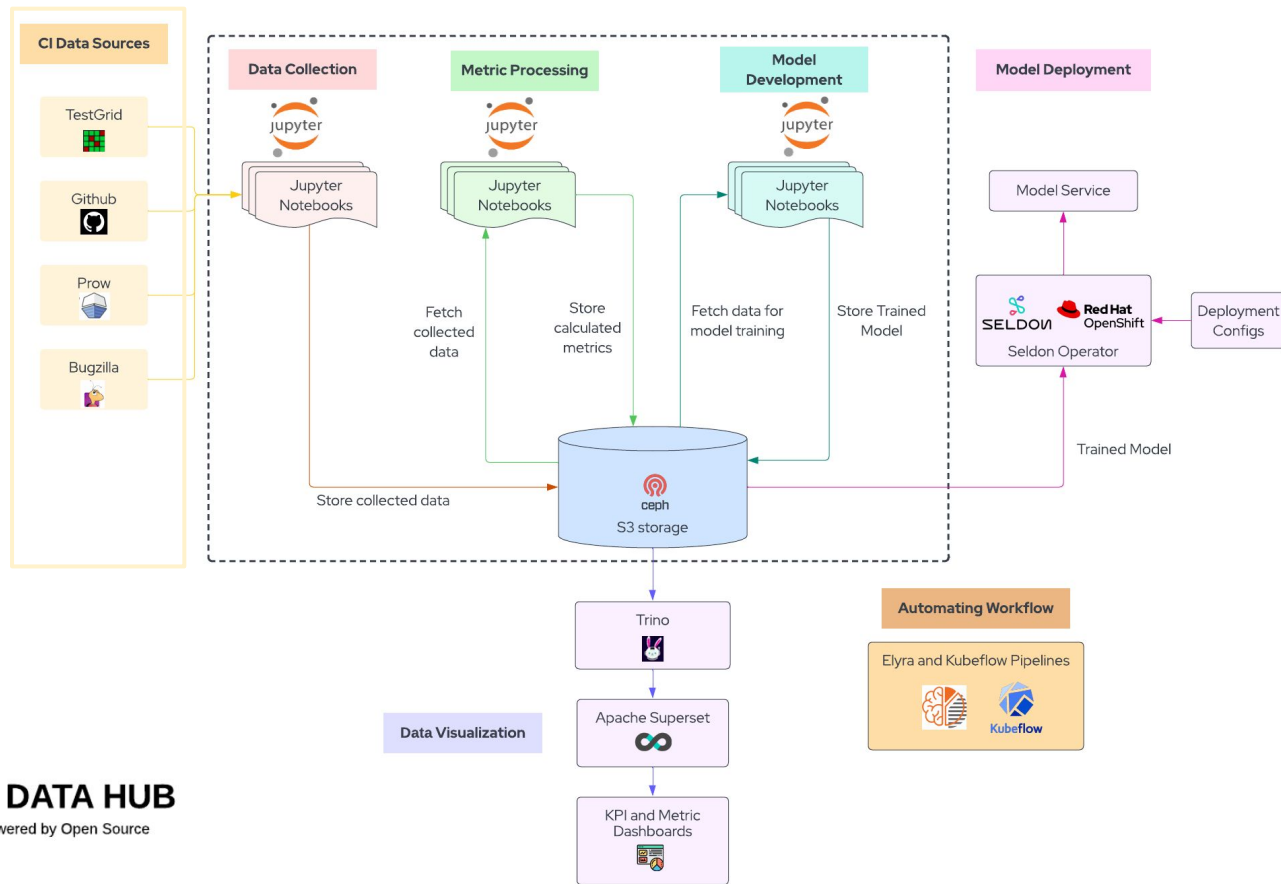 CI Data Sources
TestGrid
Github
Prow
Bugzilla
Data Collection
jupyter
Jupyter
Notebooks
Metric Processing
jupyter
Jupyter
Notebooks
Model
Development
jupyter
Jupyter
Notebooks
Model Deployment
Model Service
SELDON
Red Hat
OpenShift
Seldon Operator
Deployment
Configs
Fetch
collected
data
Store
calculated
metrics
Fetch data for
model training
Store Trained
Model
Trained Model
Store collected data
ceph
S3 storage
Trino
Automating Workflow
Elyra and Kubeflow Pipelines
Kubeflow
Data Visualization
Apache Superset
KPI and Metric
Dashboards
DATA HUB
wered by Open Source